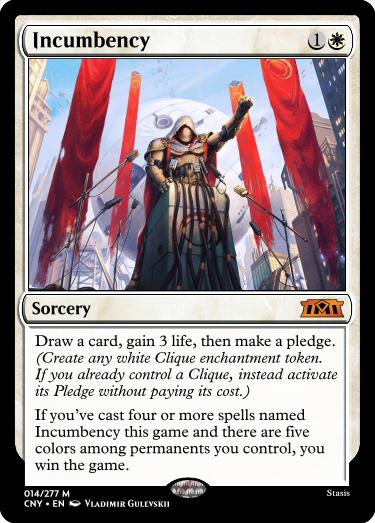 Incumbency
1
Sorcery
Draw a card, gain 3 life, then make a pledge.
(Create any white Clique enchantment token.
If you already control a Clique, instead activate
its Pledge without paying its cost.)
If you've cast four or more spells named
Incumbency this game and there are five
colors among permanents you control, you
win the game.
014/277 M
Stasis
CNY • EN VLADIMIR GULEVSKII